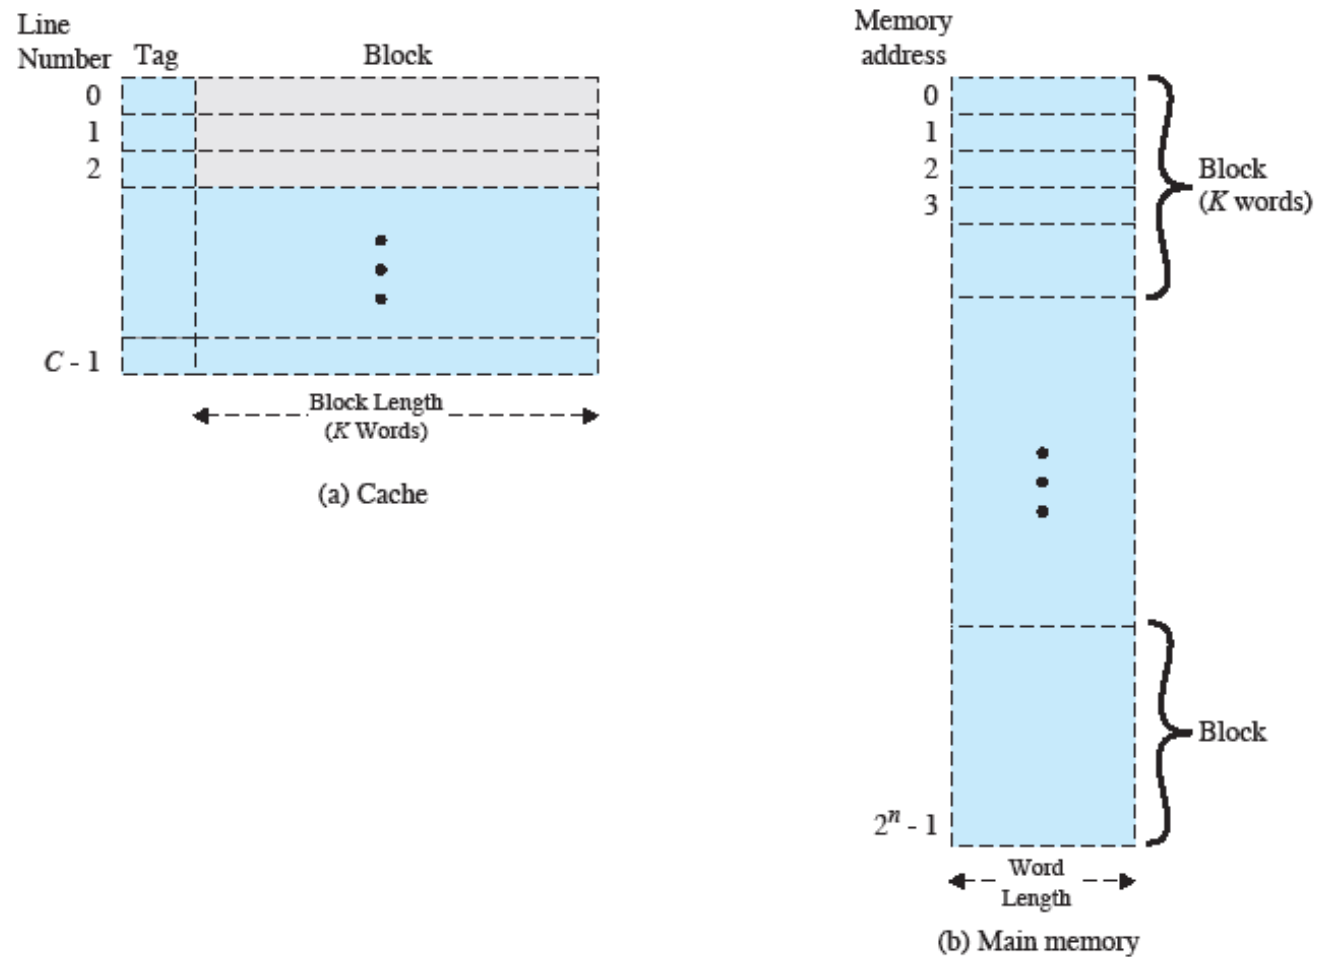 Line
Number
Tag
Block
0
1
2
C - 1
Block Length
(K Words)
(a) Cache
Memory
address
0
1
2
3
Block
(K words)
Block
2ⁿ - 1
Word
Length
(b) Main memory